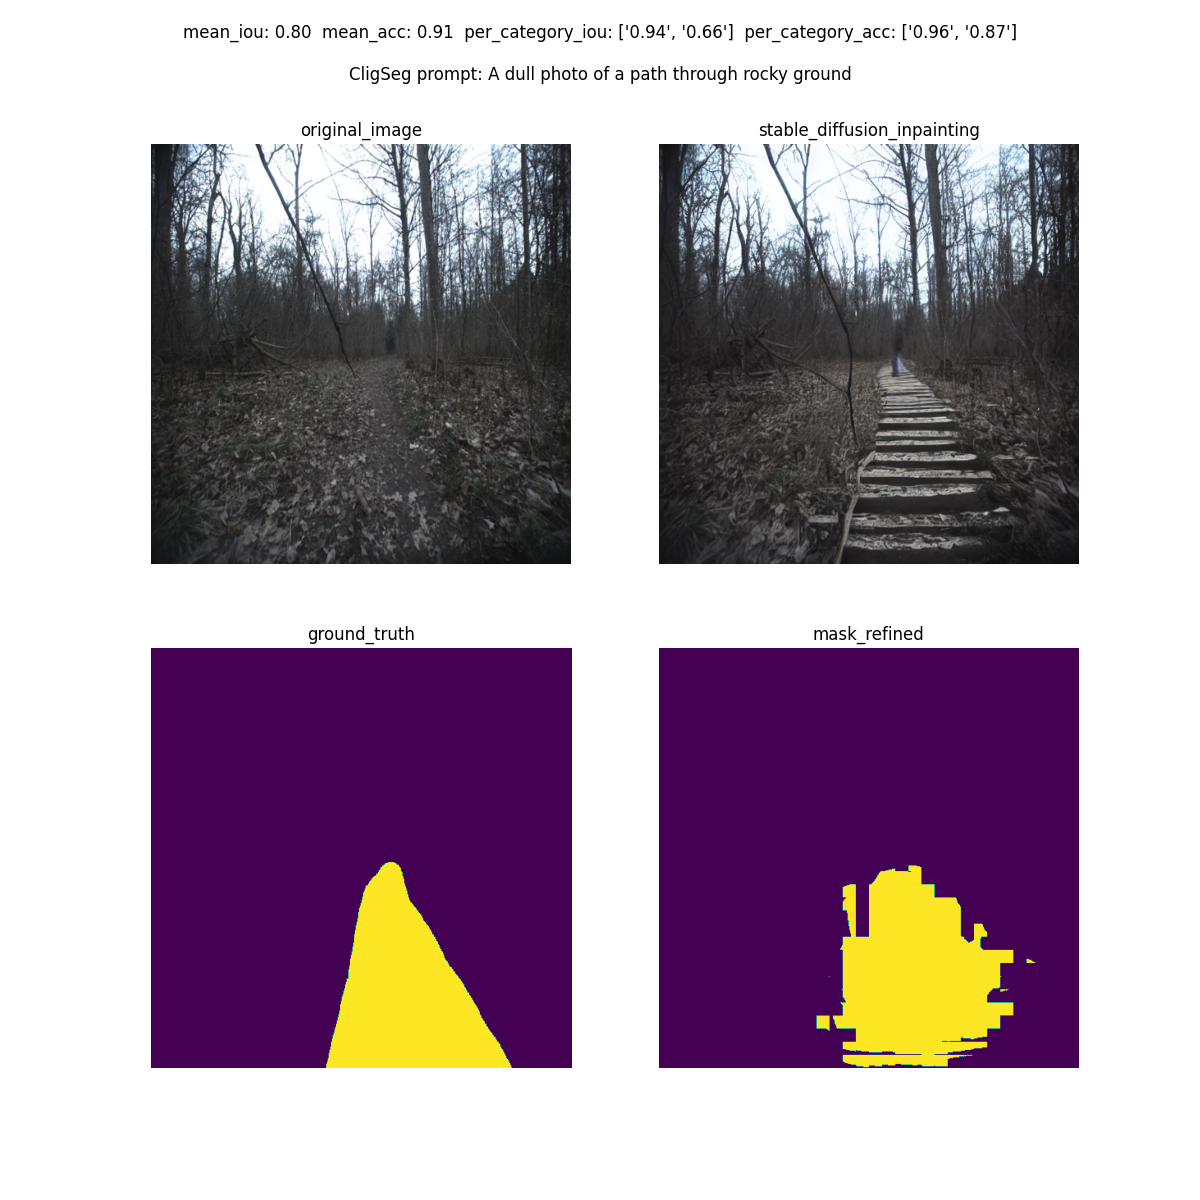 mean_iou: 0.80  mean_acc: 0.91  per_category_iou: ['0.94', '0.66']  per_category_acc: ['0.96', '0.87']
CligSeg prompt: A dull photo of a path through rocky ground
original_image
stable_diffusion_inpainting
ground_truth
mask_refined